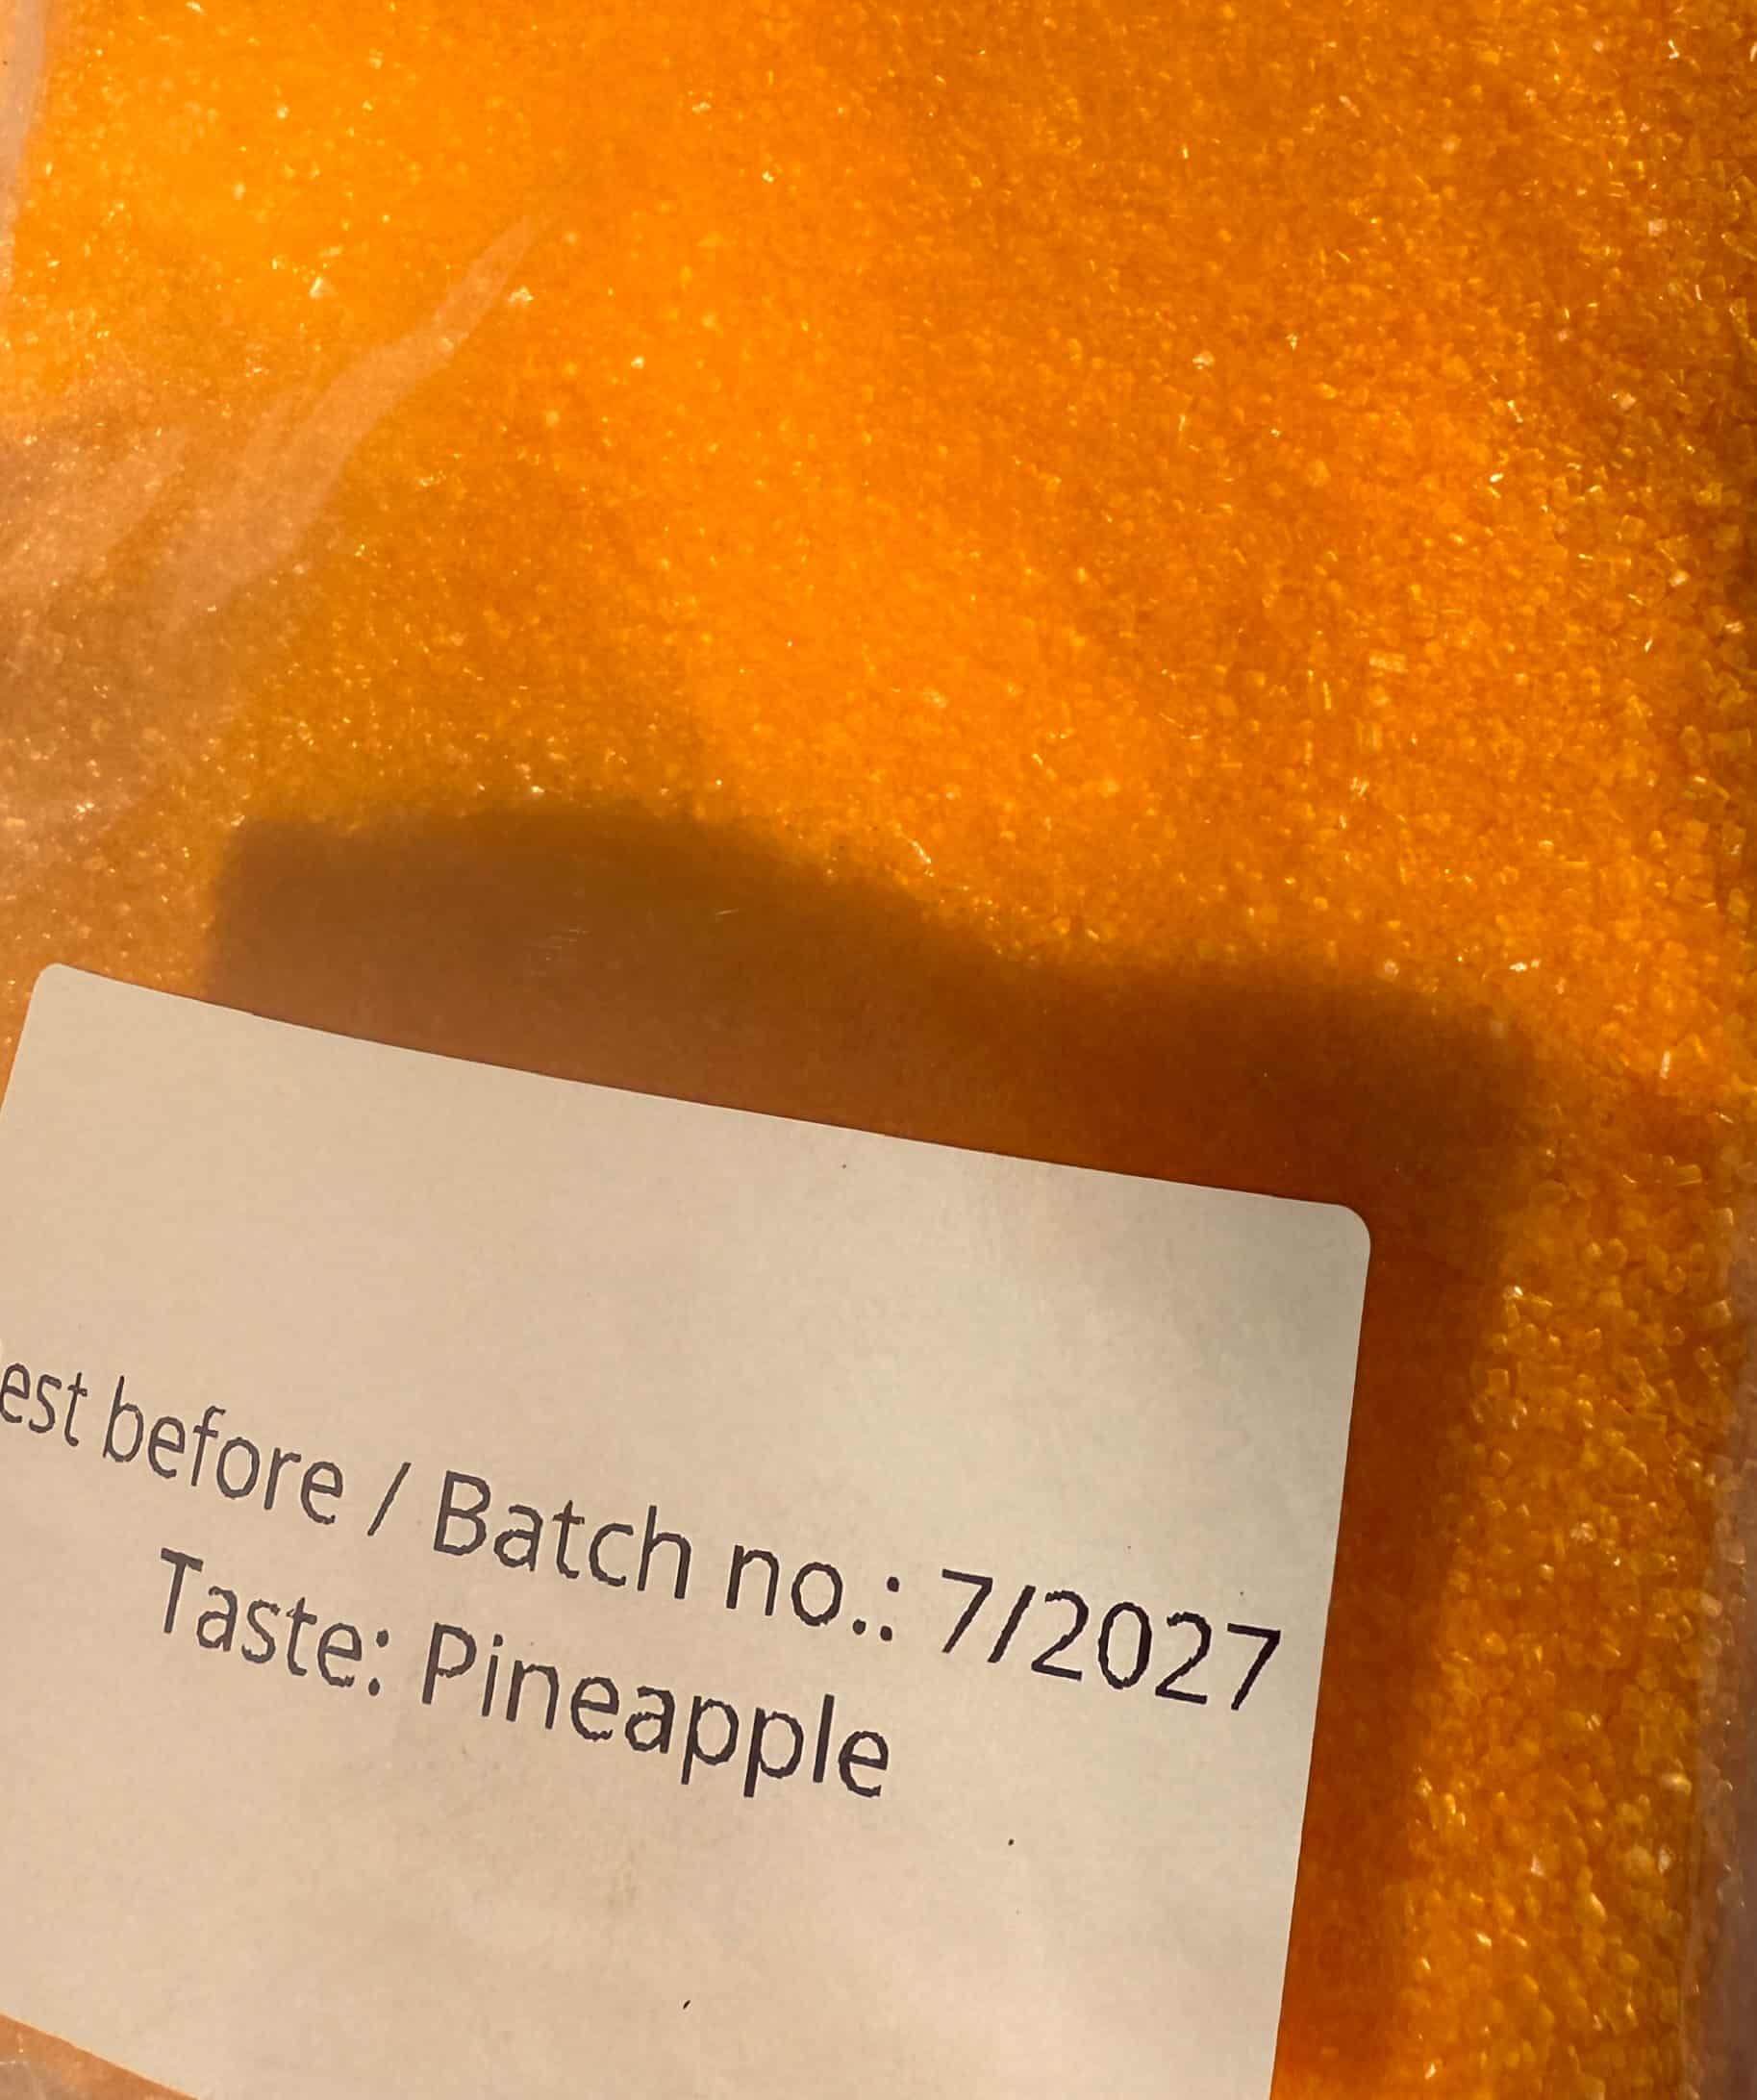 est before / Batch no.: 7/2027
Taste: Pineapple